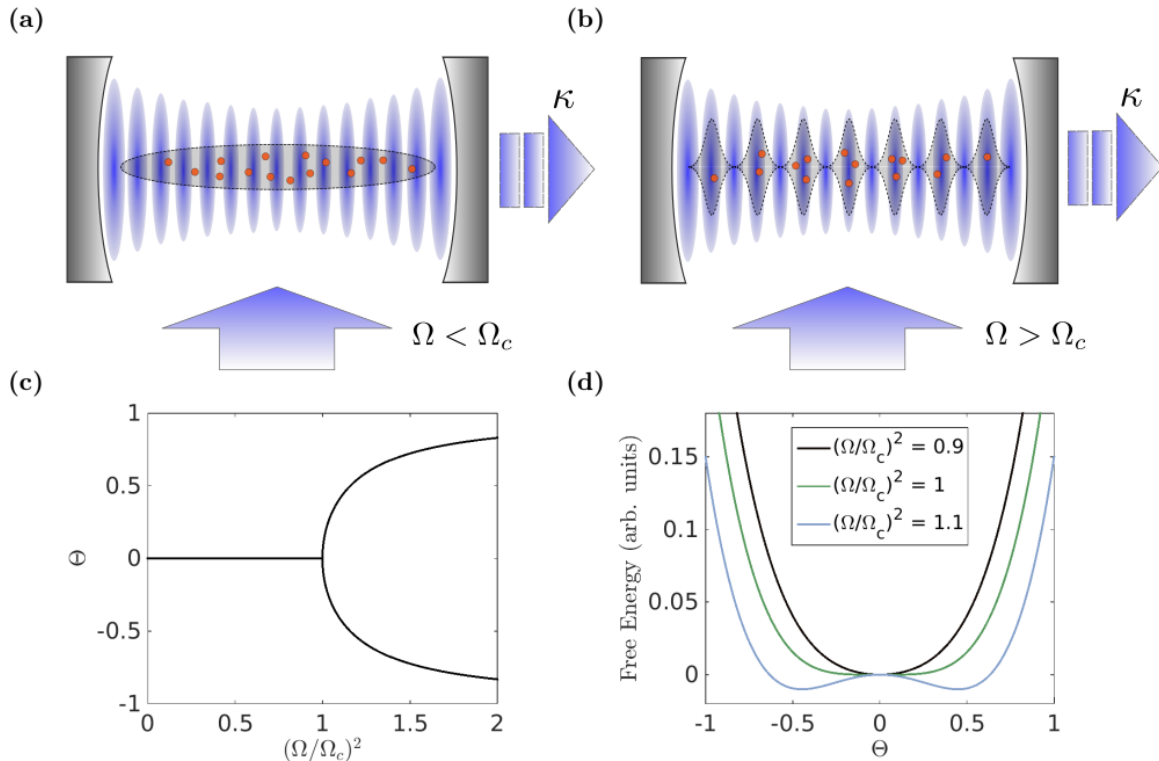 (a)
κ
Ω < Ω_c
(b)
κ
Ω > Ω_c
(c)
1
0.5
0
-0.5
-1
Θ
0 0.5 1 1.5 2
(Ω/Ω_c)²
(d)
0.15
0.1
0.05
0
Free Energy (arb. units)
(Ω/Ω_c)² = 0.9
(Ω/Ω_c)² = 1
(Ω/Ω_c)² = 1.1
-1 -0.5 0 0.5 1
Θ